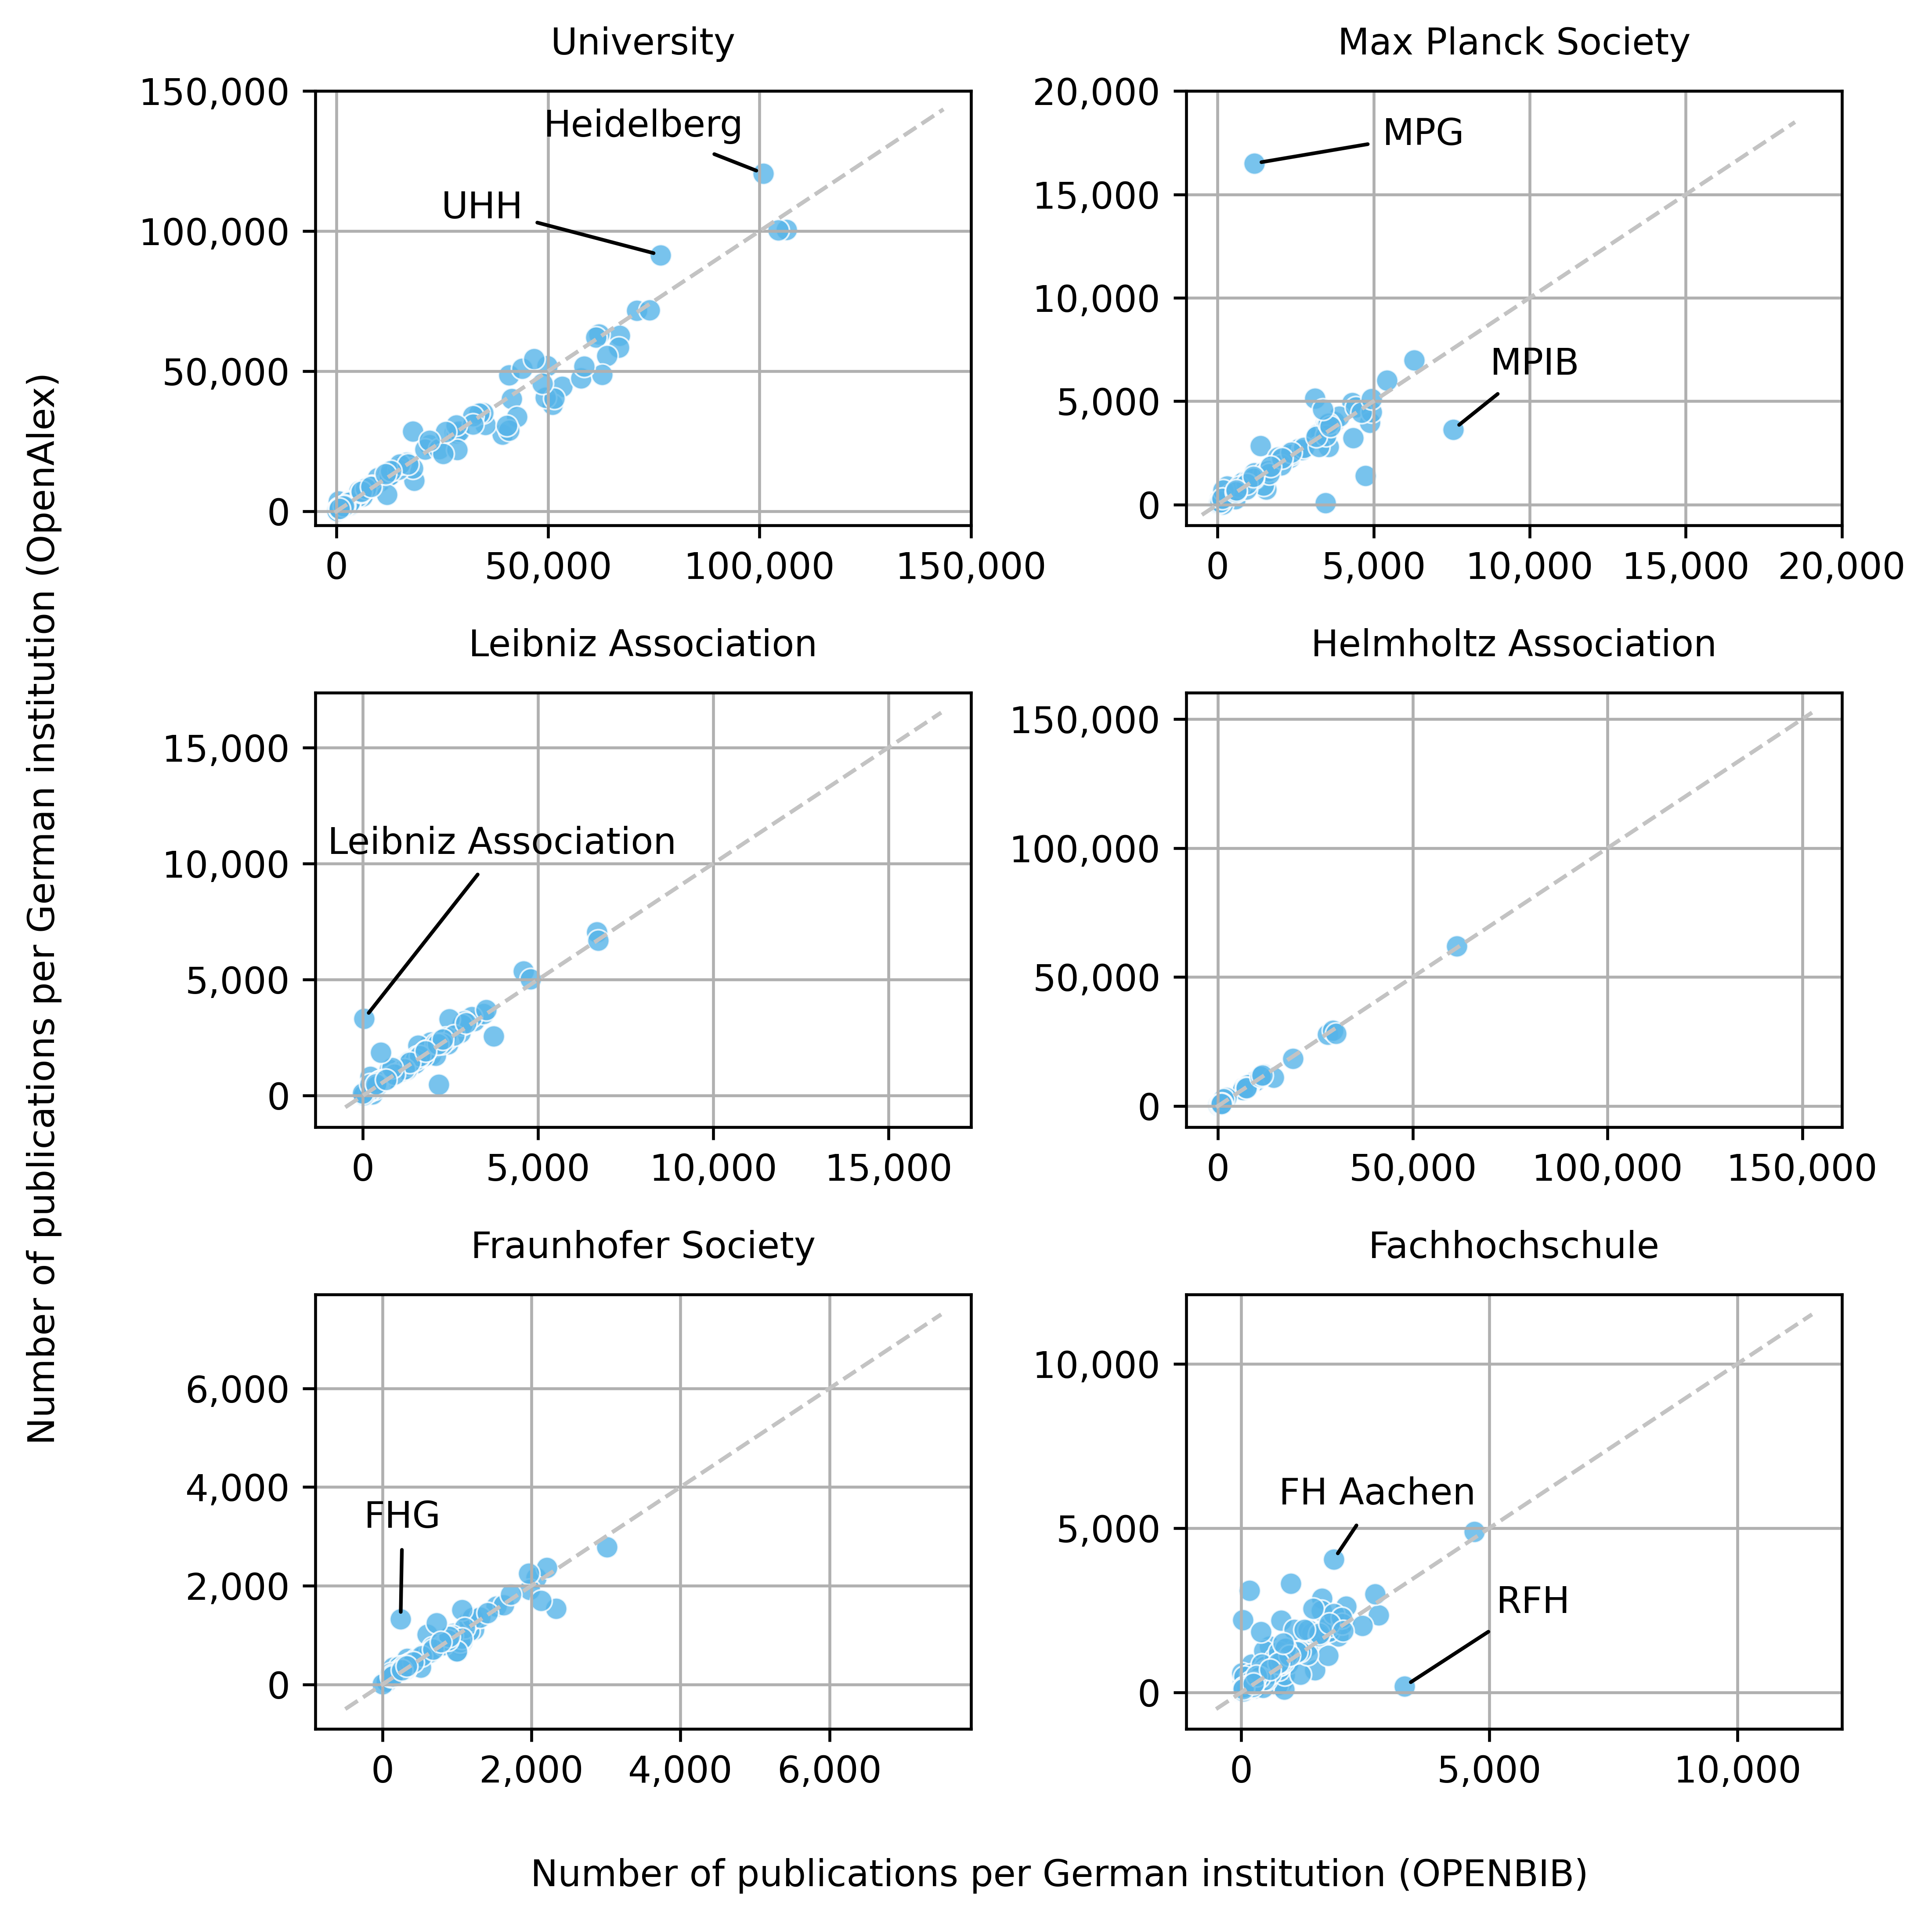 University
150,000
100,000
50,000
0
Heidelberg
UHH
0 50,000 100,000 150,000
Max Planck Society
20,000
15,000
10,000
5,000
0
MPG
MPIB
0 5,000 10,000 15,000 20,000
Number of publications per German institution (OpenAlex)
Leibniz Association
15,000
10,000
5,000
0
Leibniz Association
0 5,000 10,000 15,000
Helmholtz Association
150,000
100,000
50,000
0
0 50,000 100,000 150,000
Fraunhofer Society
6,000
4,000
2,000
0
FHG
0 2,000 4,000 6,000
Fachhochschule
10,000
5,000
0
FH Aachen
RFH
0 5,000 10,000
Number of publications per German institution (OPENBIB)